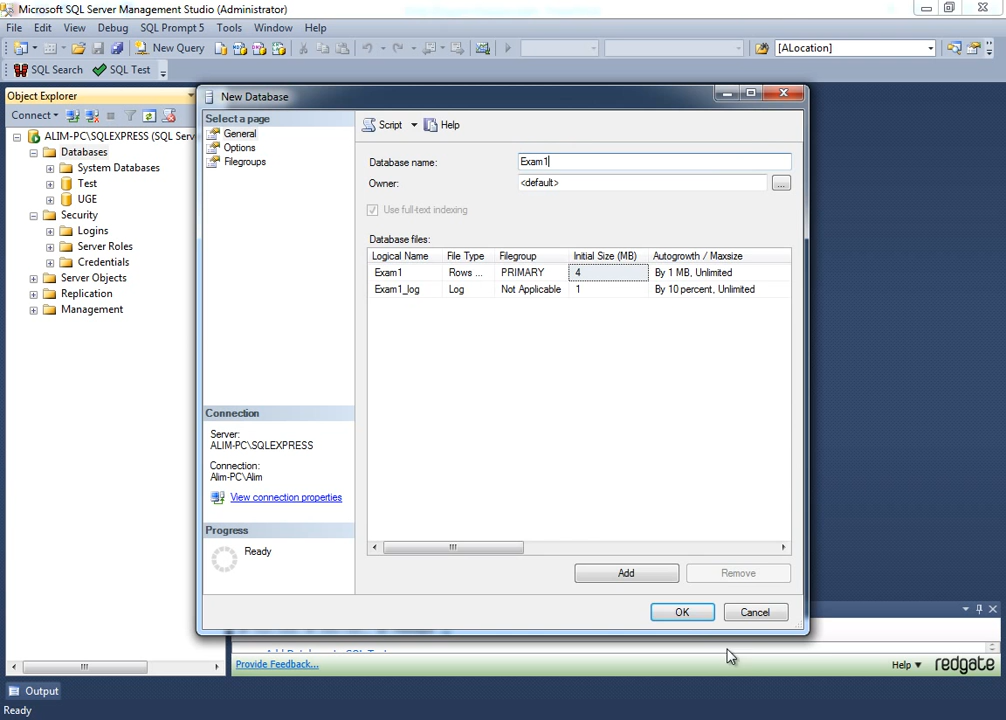 Microsoft SQL Server Management Studio (Administrator)
File Edit View Debug SQL Prompt 5 Tools Window Help
New Query [ALocation]
SQL Search SQL Test
Object Explorer
Connect
ALIM-PC\SQLEXPRESS (SQL Serv
Databases
System Databases
Test
UGE
Security
Logins
Server Roles
Credentials
Server Objects
Replication
Management
New Database
Select a page
General
Options
Filegroups
Script Help
Database name: Exam1
Owner: <default> ...
Use full-text indexing
Database files:
Logical Name File Type Filegroup Initial Size (MB) Autogrowth / Maxsize
Exam1 Rows ... PRIMARY 4 By 1 MB, Unlimited
Exam1_log Log Not Applicable 1 By 10 percent, Unlimited
Connection
Server:
ALIM-PC\SQLEXPRESS
Connection:
Alim-PC\Alim
View connection properties
Progress
Ready
Add Remove
OK Cancel
Provide Feedback... Help redgate
Output
Ready